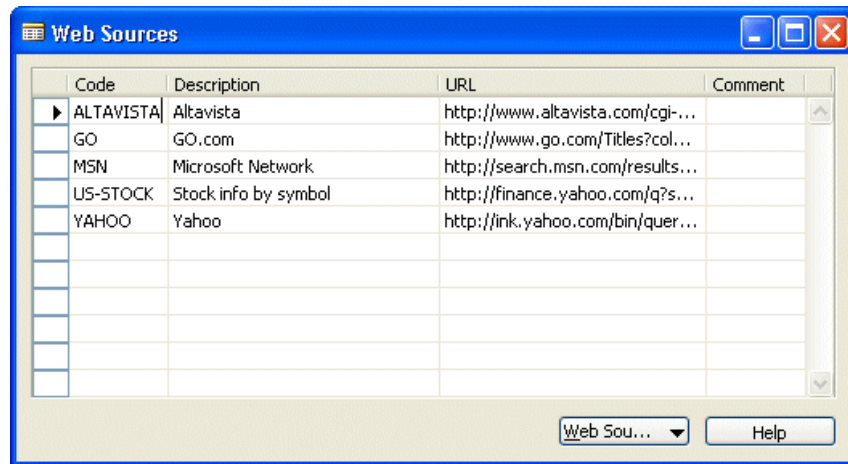 Web Sources
Code Description URL Comment
ALTAVISTA Altavista http://www.altavista.com/cgi-...
GO GO.com http://www.go.com/Titles?col...
MSN Microsoft Network http://search.msn.com/results...
US-STOCK Stock info by symbol http://finance.yahoo.com/q?s...
YAHOO Yahoo http://ink.yahoo.com/bin/quer...
Web Sou... Help